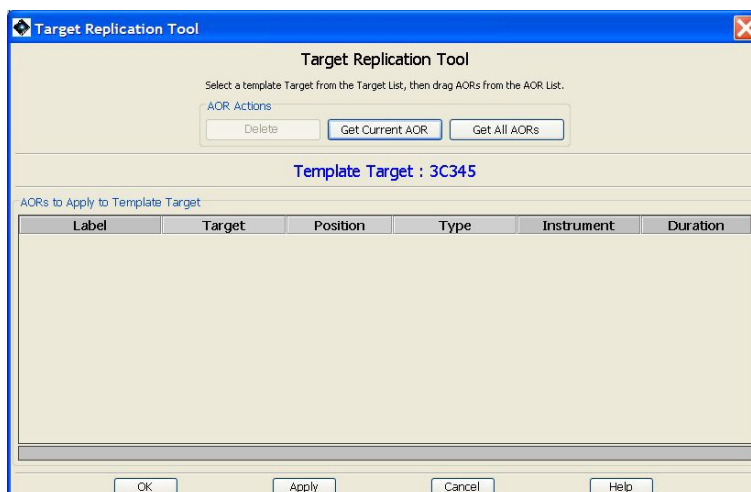 Target Replication Tool
Target Replication Tool
Select a template Target from the Target List, then drag AORs from the AOR List.
AOR Actions
Delete Get Current AOR Get All AORs
Template Target : 3C345
AORs to Apply to Template Target
Label Target Position Type Instrument Duration
OK Apply Cancel Help